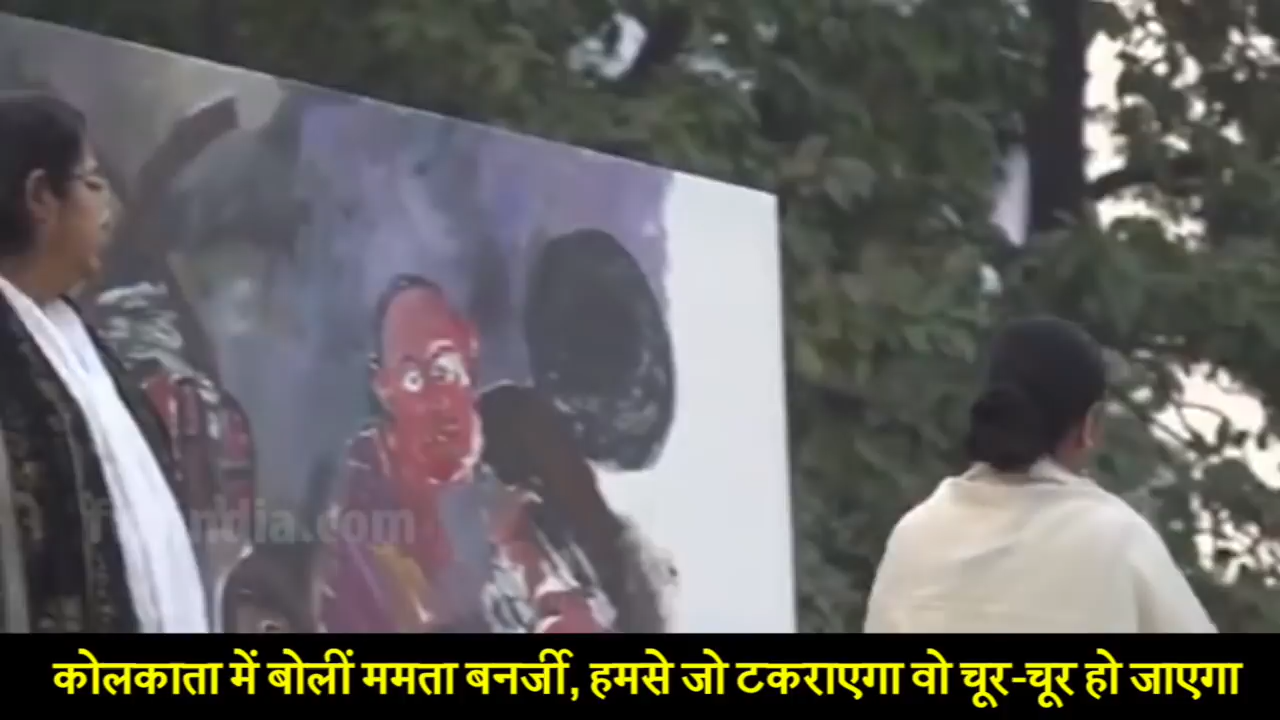 कोलकाता में बोलीं ममता बनर्जी, हमसे जो टकराएगा वो चूर-चूर हो जाएगा